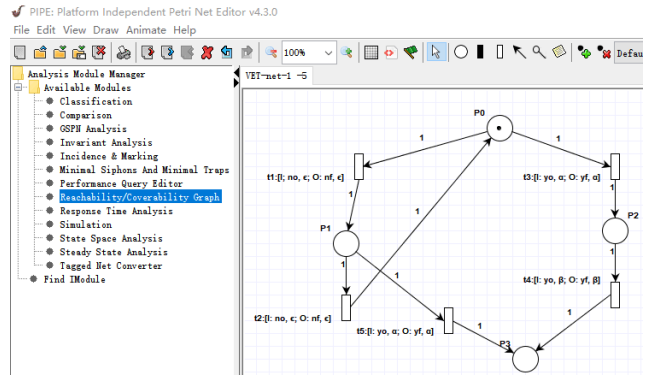 PIPE: Platform Independent Petri Net Editor v4.3.0
File Edit View Draw Animate Help
100% Defau
Analysis Module Manager
Available Modules
Classification
Comparison
GSPN Analysis
Invariant Analysis
Incidence & Marking
Minimal Siphons And Minimal Traps
Performance Query Editor
Reachability/Coverability Graph
Response Time Analysis
Simulation
State Space Analysis
Steady State Analysis
Tagged Net Converter
Find IModule
VET-net-1 -5
P0
1
1
t1:[I; no, ϵ; O: nf, ϵ]
t3:[I: yo, α; O: yf, α]
1
1
1
P1
P2
1
1
1
t4:[I: yo, β; O: yf, β]
t2:[I: no, ϵ; O: nf, ϵ]
t5:[I: yo, α; O: yf, α]
1
1
P3